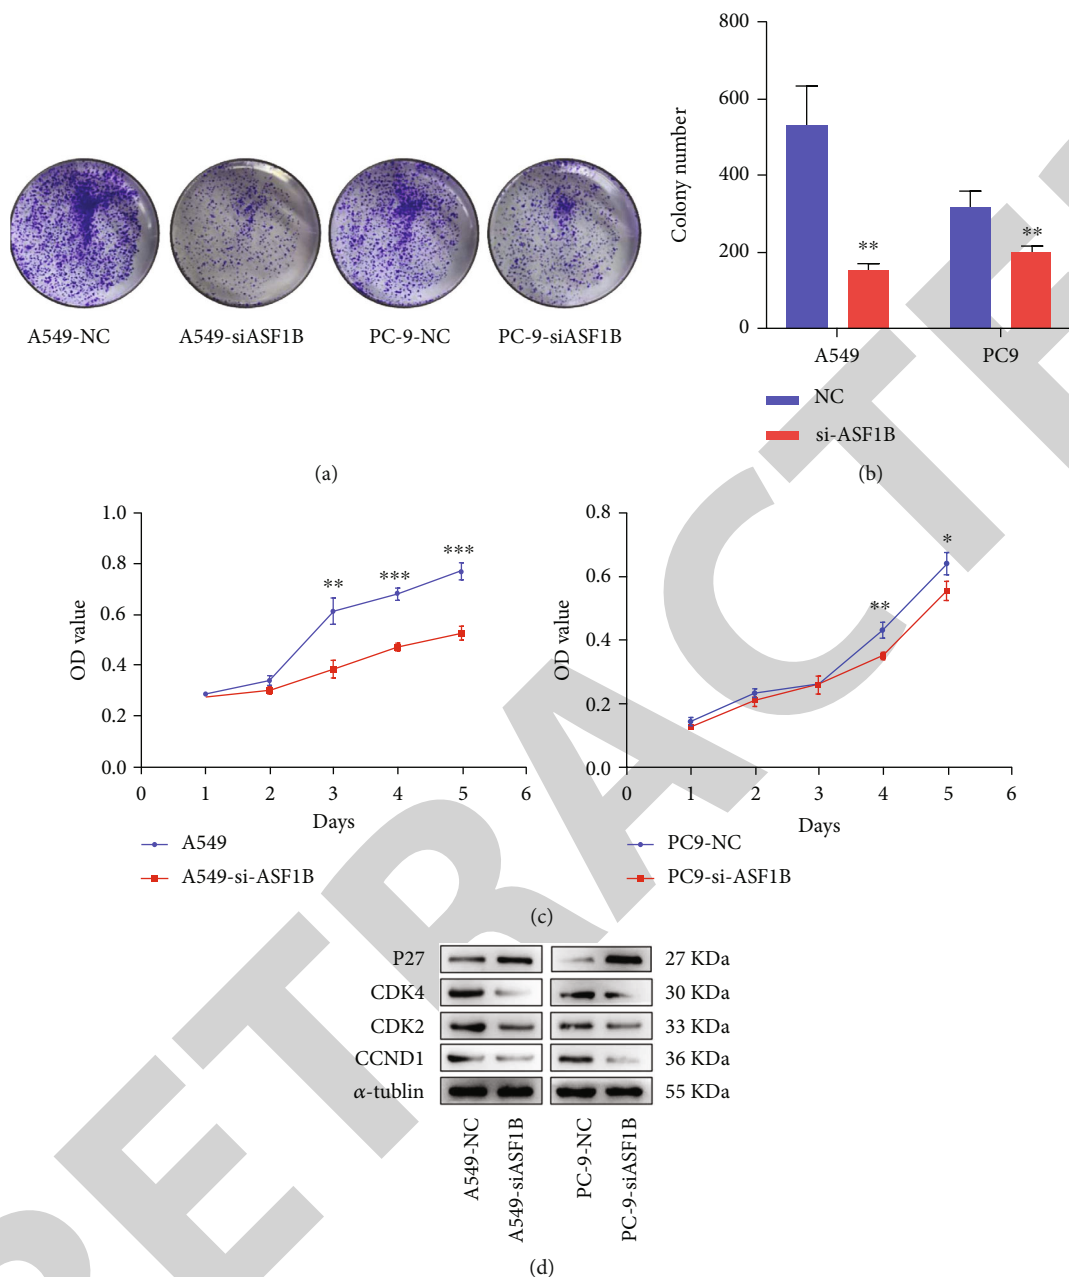 A549-NC A549-siASF1B PC-9-NC PC-9-siASF1B
(a)
Colony number
800
600
400
200
0
** **
A549 PC9
NC
si-ASF1B
(b)
OD value
1.0
0.8
0.6
0.4
0.2
0.0
** *** ***
0 1 2 3 4 5 6
Days
A549
A549-si-ASF1B
OD value
0.8
0.6
0.4
0.2
0.0
** *
0 1 2 3 4 5 6
Days
PC9-NC
PC9-si-ASF1B
(c)
P27 27 KDa
CDK4 30 KDa
CDK2 33 KDa
CCND1 36 KDa
α-tublin 55 KDa
A549-NC
A549-siASF1B
PC-9-NC
PC-9-siASF1B
(d)
RETRACTE